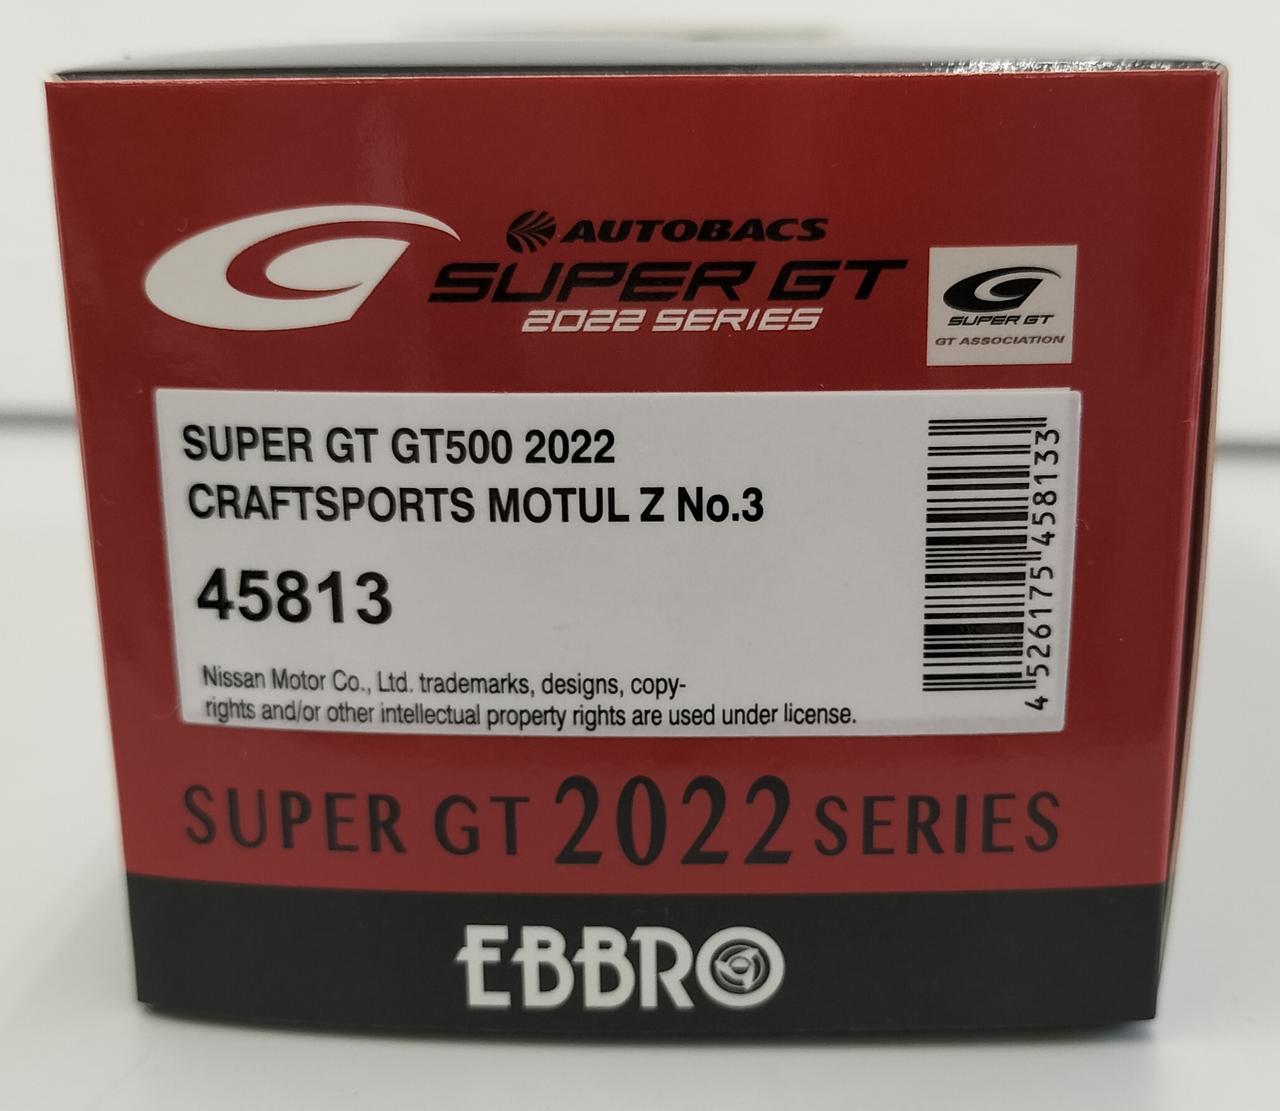 AUTOBACS
SUPER GT
2022 SERIES
SUPER GT
GT ASSOCIATION
SUPER GT GT500 2022
CRAFTSPORTS MOTUL Z No.3
45813
Nissan Motor Co., Ltd. trademarks, designs, copy-
rights and/or other intellectual property rights are used under license.
4 526175 458133
SUPER GT 2022 SERIES
EBBRO